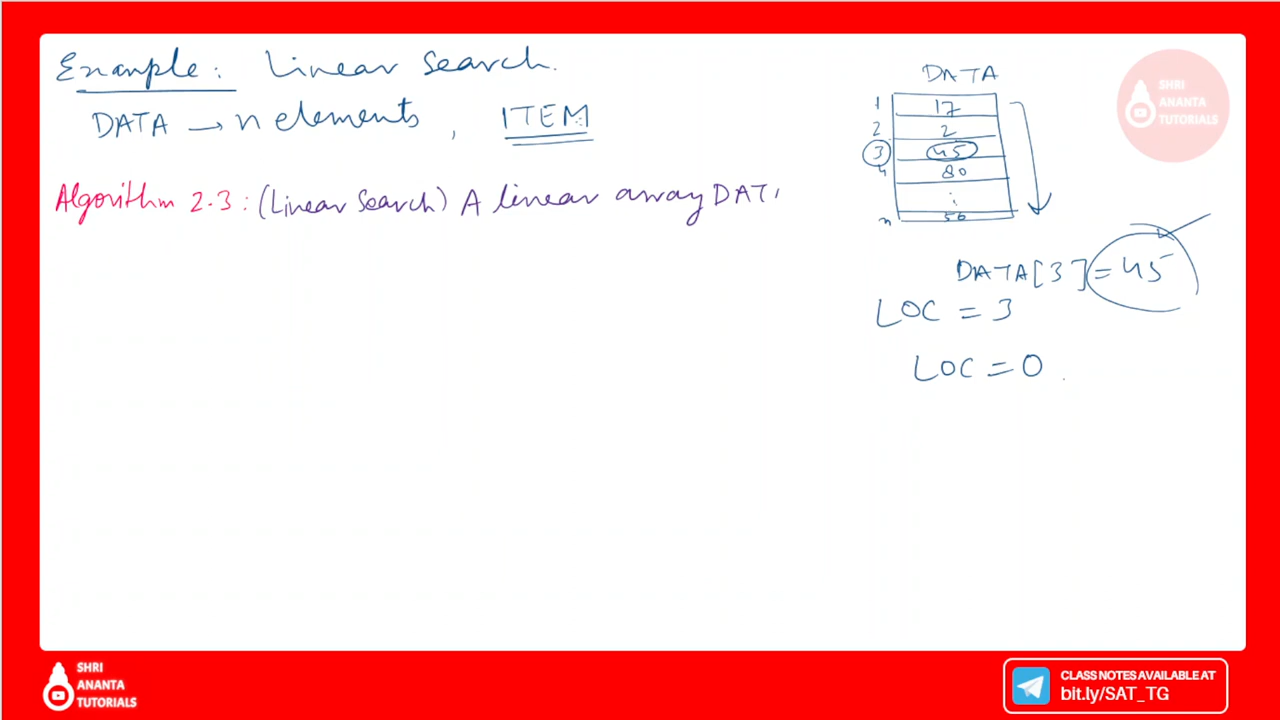 Example: Linear Search.
DATA → n elements, ITEM
Algorithm 2.3: (Linear Search) A linear array DAT
DATA
1 17
2 2
3 45
4 80
⋮
n 56
DATA[3] = 45
LOC = 3
LOC = 0
SHRI
ANANTA
TUTORIALS
SHRI
ANANTA
TUTORIALS
CLASS NOTES AVAILABLE AT
bit.ly/SAT_TG